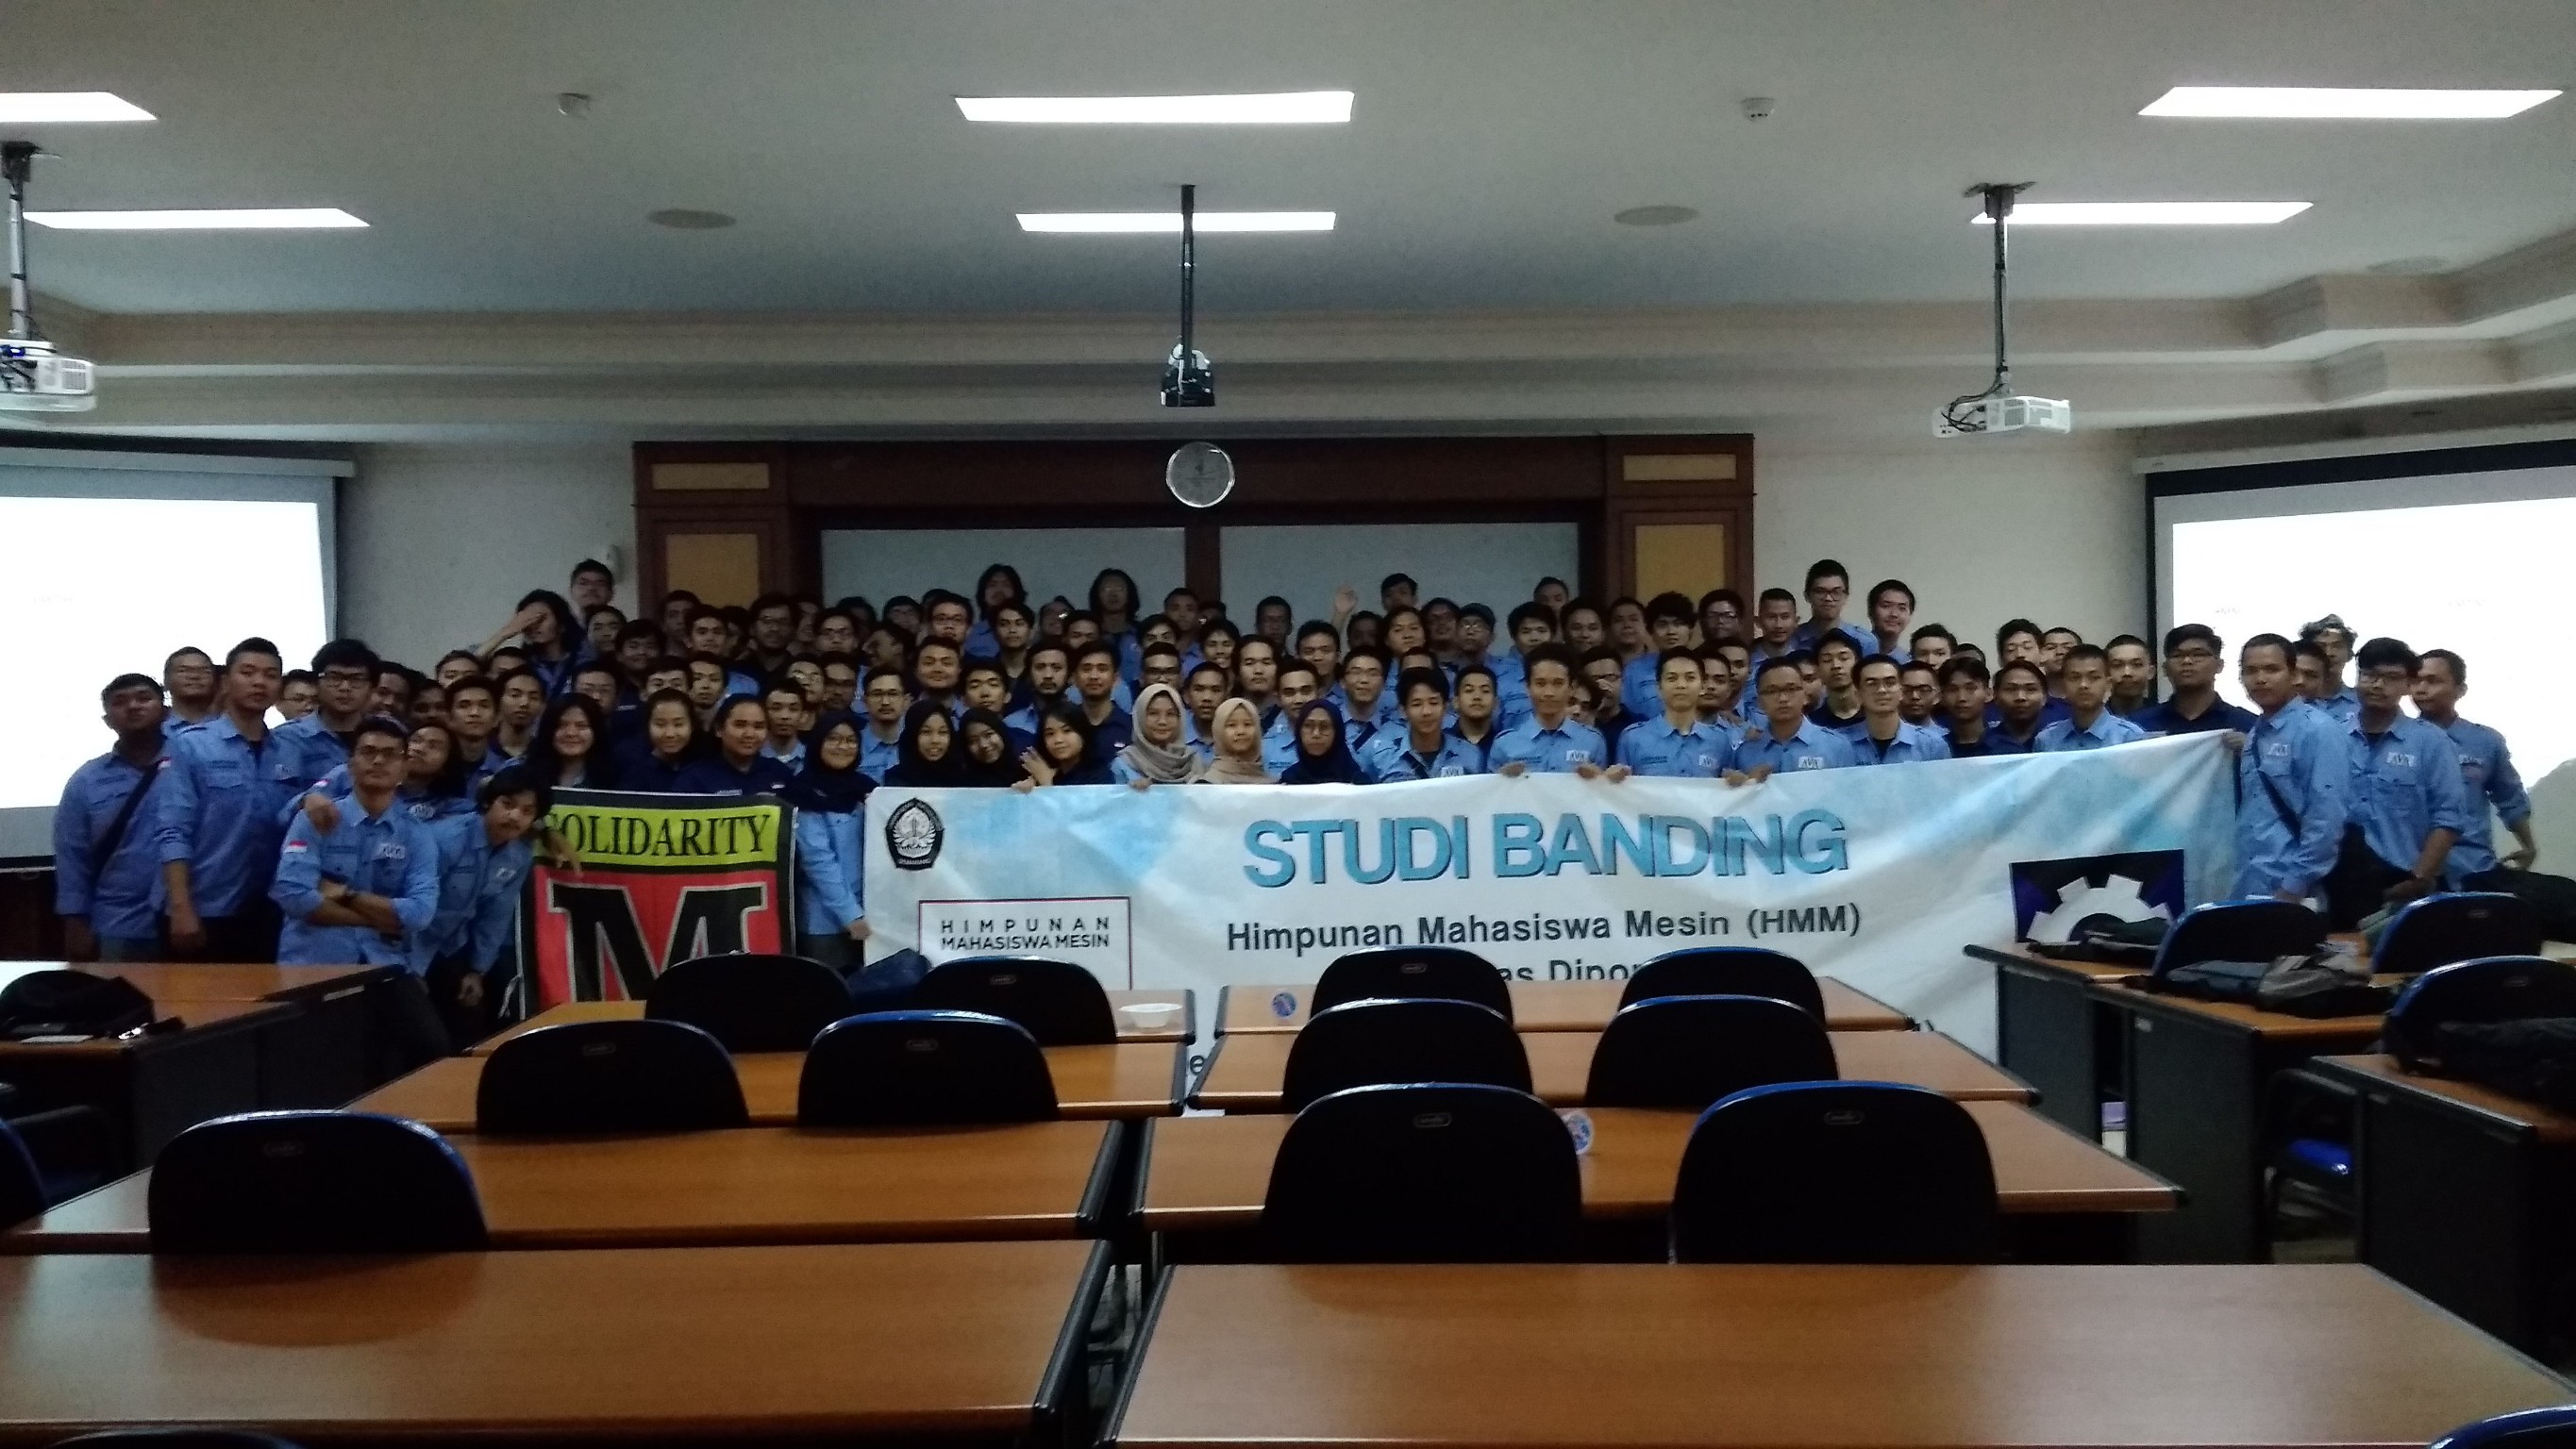 SOLIDARITY
M
STUDI BANDING
HIMPUNAN
MAHASISWA MESIN
Himpunan Mahasiswa Mesin (HMM)